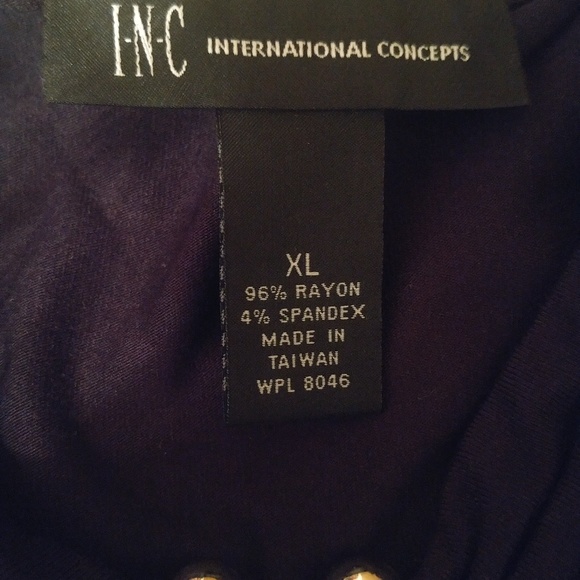 I-N-C INTERNATIONAL CONCEPTS
XL
96% RAYON
4% SPANDEX
MADE IN
TAIWAN
WPL 8046